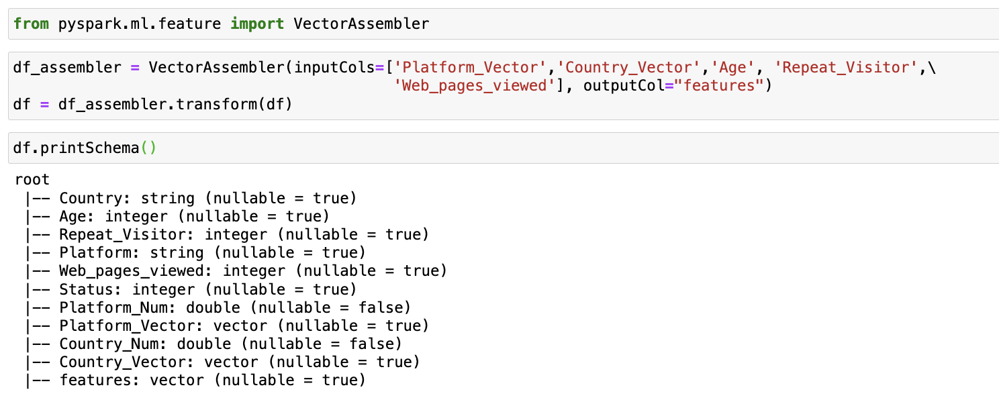 from pyspark.ml.feature import VectorAssembler
df_assembler = VectorAssembler(inputCols=['Platform_Vector','Country_Vector','Age', 'Repeat_Visitor',\
'Web_pages_viewed'], outputCol="features")
df = df_assembler.transform(df)
df.printSchema()
root
|-- Country: string (nullable = true)
|-- Age: integer (nullable = true)
|-- Repeat_Visitor: integer (nullable = true)
|-- Platform: string (nullable = true)
|-- Web_pages_viewed: integer (nullable = true)
|-- Status: integer (nullable = true)
|-- Platform_Num: double (nullable = false)
|-- Platform_Vector: vector (nullable = true)
|-- Country_Num: double (nullable = false)
|-- Country_Vector: vector (nullable = true)
|-- features: vector (nullable = true)